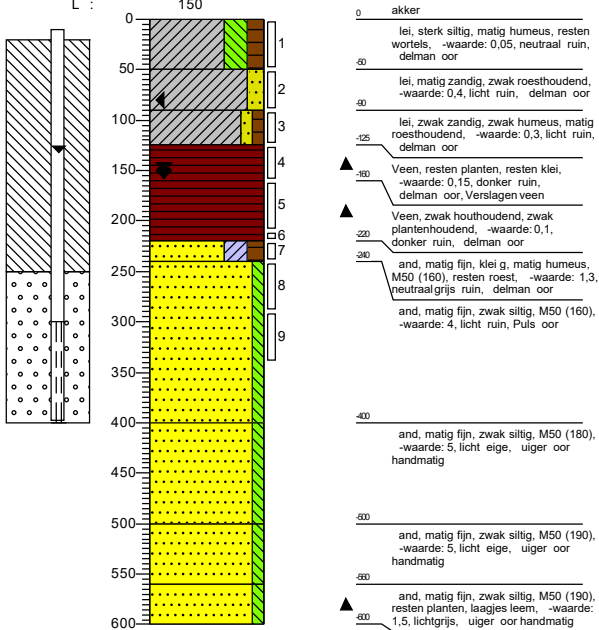 L : 150
0
50
100
150
200
250
300
350
400
450
500
550
600
1
2
3
4
5
6
7
8
9
0
akker
lei, sterk siltig, matig humeus, resten
wortels, -waarde: 0,05, neutraal ruin,
delman oor
-50
lei, matig zandig, zwak roesthoudend,
-waarde: 0,4, licht ruin, delman oor
-90
lei, zwak zandig, zwak humeus, matig
roesthoudend, -waarde: 0,3, licht ruin,
delman oor
-125
Veen, resten planten, resten klei,
-waarde: 0,15, donker ruin,
delman oor, Verslagen veen
-160
Veen, zwak houthoudend, zwak
plantenhoudend, -waarde: 0,1,
donker ruin, delman oor
-220
and, matig fijn, klei g, matig humeus,
M50 (160), resten roest, -waarde: 1,3,
neutraalgrijs ruin, delman oor
-240
and, matig fijn, zwak siltig, M50 (160),
-waarde: 4, licht ruin, Puls oor
-400
and, matig fijn, zwak siltig, M50 (180),
-waarde: 5, licht eige, uiger oor
handmatig
-500
and, matig fijn, zwak siltig, M50 (190),
-waarde: 5, licht eige, uiger oor
handmatig
-560
and, matig fijn, zwak siltig, M50 (190),
resten planten, laagjes leem, -waarde:
1,5, lichtgrijs, uiger oor handmatig
-600